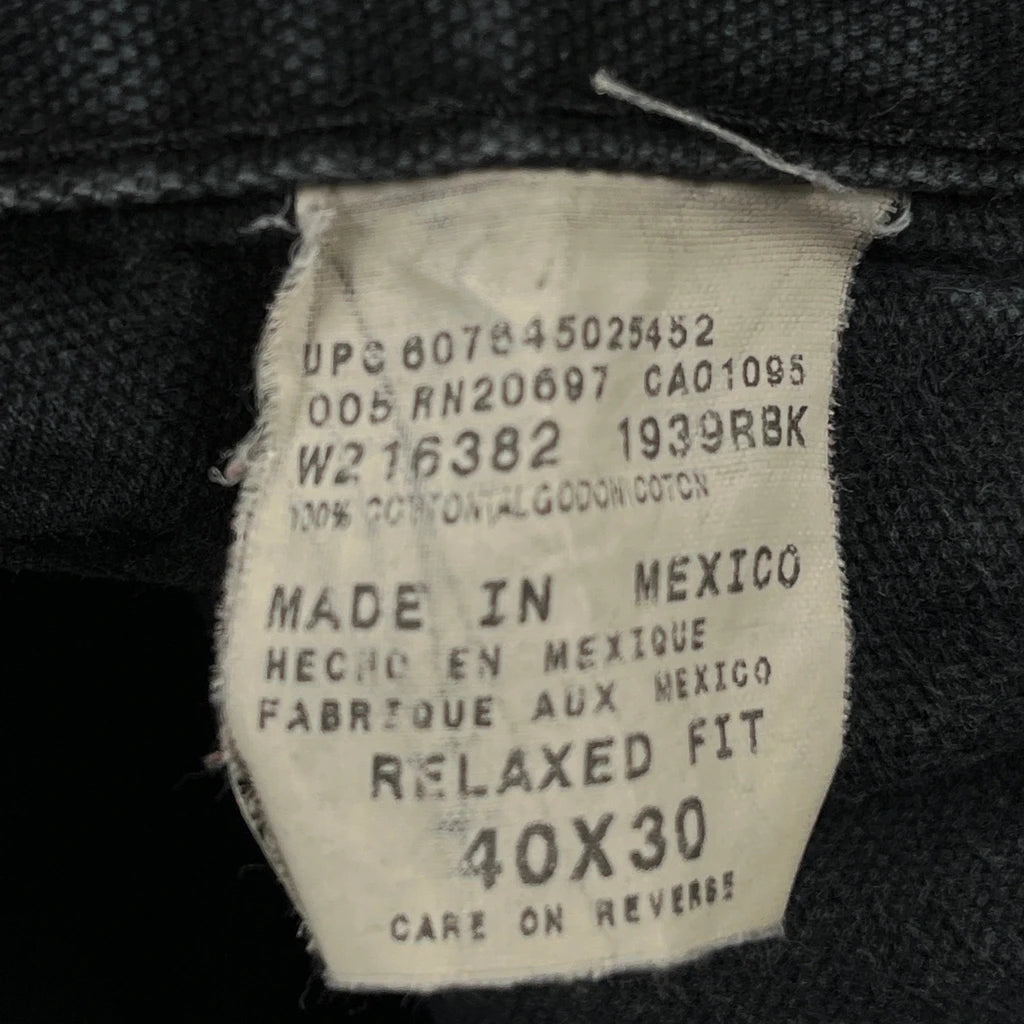 UPC 607645025452
005 RN20697 CA01095
W216382 1939RBK
100% COTTON/ALGODON/COTON
MADE IN MEXICO
HECHO EN MEXIQUE
FABRIQUE AUX MEXICO
RELAXED FIT
40X30
CARE ON REVERSE